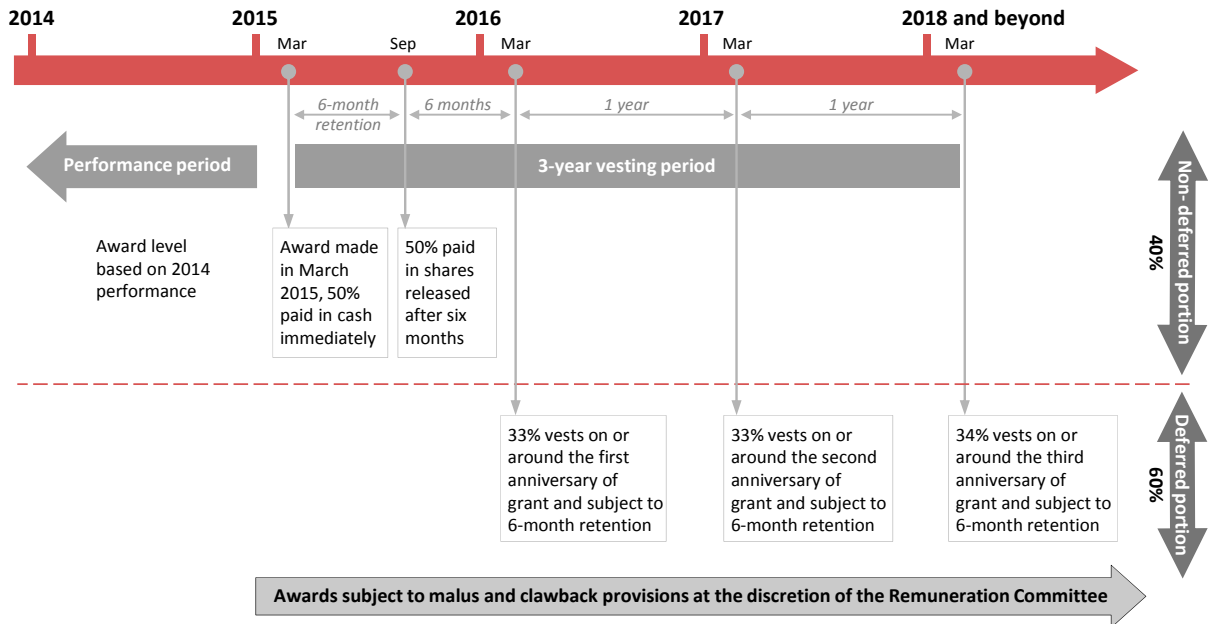 2014
2015
2016
2017
2018 and beyond
Mar
Sep
Mar
Mar
Mar
6-month
retention
6 months
1 year
1 year
Performance period
3-year vesting period
Non- deferred portion
40%
Award level
based on 2014
performance
Award made
in March
2015, 50%
paid in cash
immediately
50% paid
in shares
released
after six
months
33% vests on or
around the first
anniversary of
grant and subject to
6-month retention
33% vests on or
around the second
anniversary of
grant and subject to
6-month retention
34% vests on or
around the third
anniversary of
grant and subject to
6-month retention
Deferred portion
60%
Awards subject to malus and clawback provisions at the discretion of the Remuneration Committee